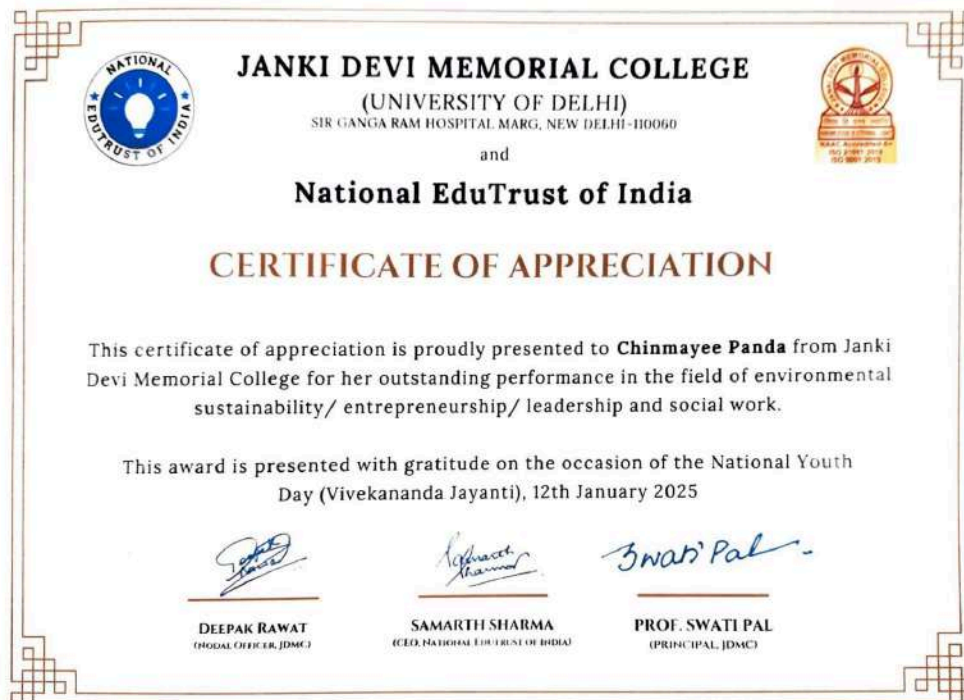 NATIONAL
EDUTRUST OF INDIA
JANKI DEVI MEMORIAL COLLEGE
(UNIVERSITY OF DELHI)
SIR GANGA RAM HOSPITAL MARG, NEW DELHI-110060
and
National EduTrust of India
CERTIFICATE OF APPRECIATION
This certificate of appreciation is proudly presented to Chinmayee Panda from Janki
Devi Memorial College for her outstanding performance in the field of environmental
sustainability/ entrepreneurship/ leadership and social work.
This award is presented with gratitude on the occasion of the National Youth
Day (Vivekananda Jayanti), 12th January 2025
Swati Pal
DEEPAK RAWAT
(NODAL OFFICER, JDMC)
SAMARTH SHARMA
(CEO, NATIONAL EDUTRUST OF INDIA)
PROF. SWATI PAL
(PRINCIPAL, JDMC)